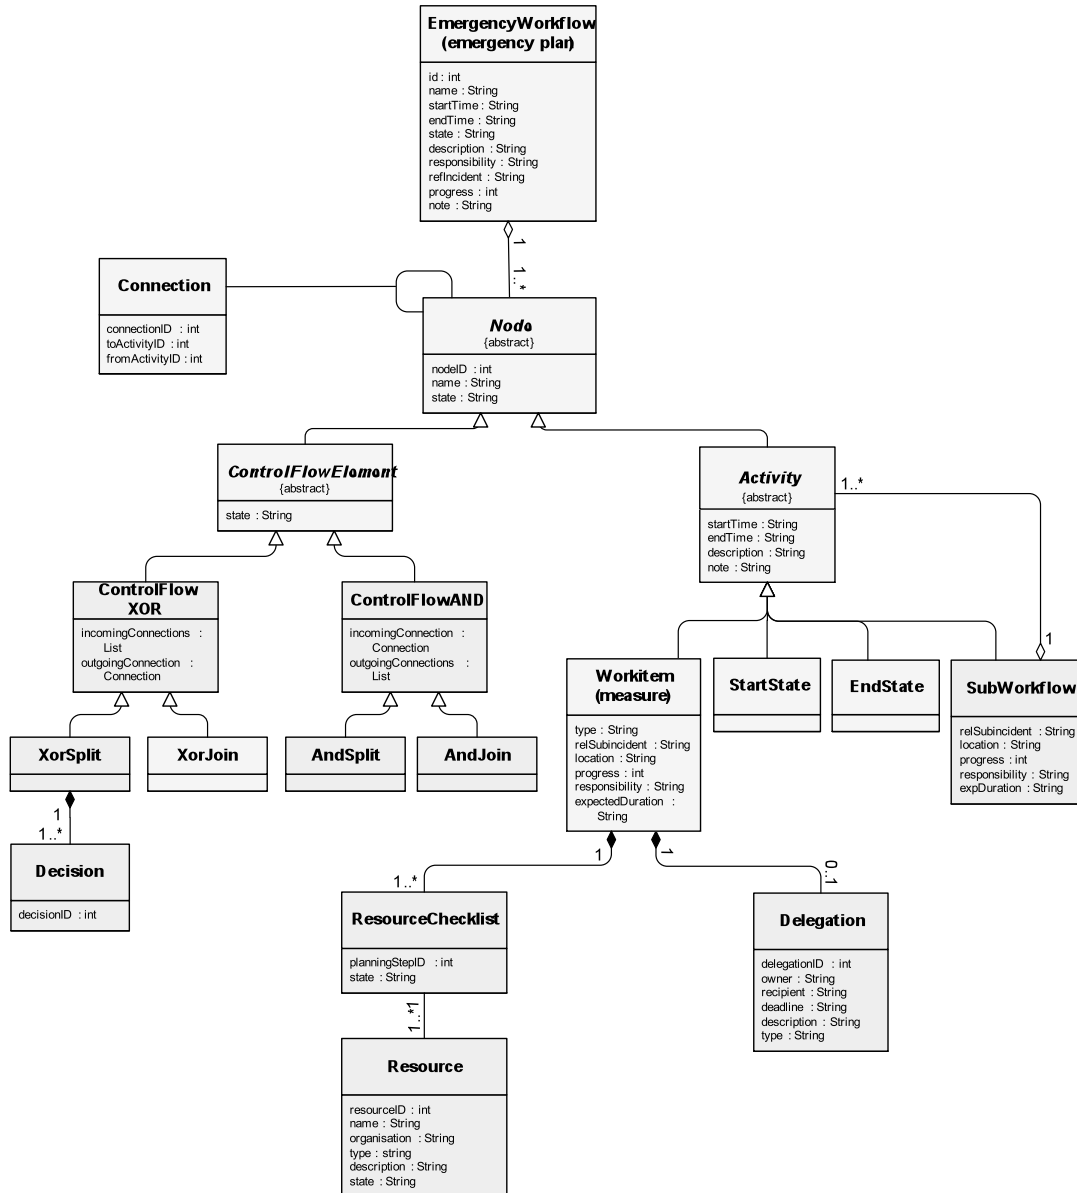 EmergencyWorkflow
(emergency plan)
id : int
name : String
startTime : String
endTime : String
state : String
description : String
responsibility : String
refIncident : String
progress : int
note : String
1
1..*
Connection
connectionID : int
toActivityID : int
fromActivityID : int
Node
{abstract}
nodeID : int
name : String
state : String
ControlFlowElement
{abstract}
state : String
Activity
{abstract}
startTime : String
endTime : String
description : String
note : String
1..*
1
ControlFlow
XOR
incomingConnections :
List
outgoingConnection :
Connection
ControlFlowAND
incomingConnection :
Connection
outgoingConnections :
List
Workitem
(measure)
type : String
relSubincident : String
location : String
progress : int
responsibility : String
expectedDuration :
String
StartState
EndState
SubWorkflow
relSubincident : String
location : String
progress : int
responsibility : String
expDuration : String
XorSplit
XorJoin
AndSplit
AndJoin
1
1..*
Decision
decisionID : int
1
1..*
1
0..1
ResourceChecklist
planningStepID : int
state : String
Delegation
delegationID : int
owner : String
recipient : String
deadline : String
description : String
type : String
1..*1
Resource
resourceID : int
name : String
organisation : String
type : string
description : String
state : String